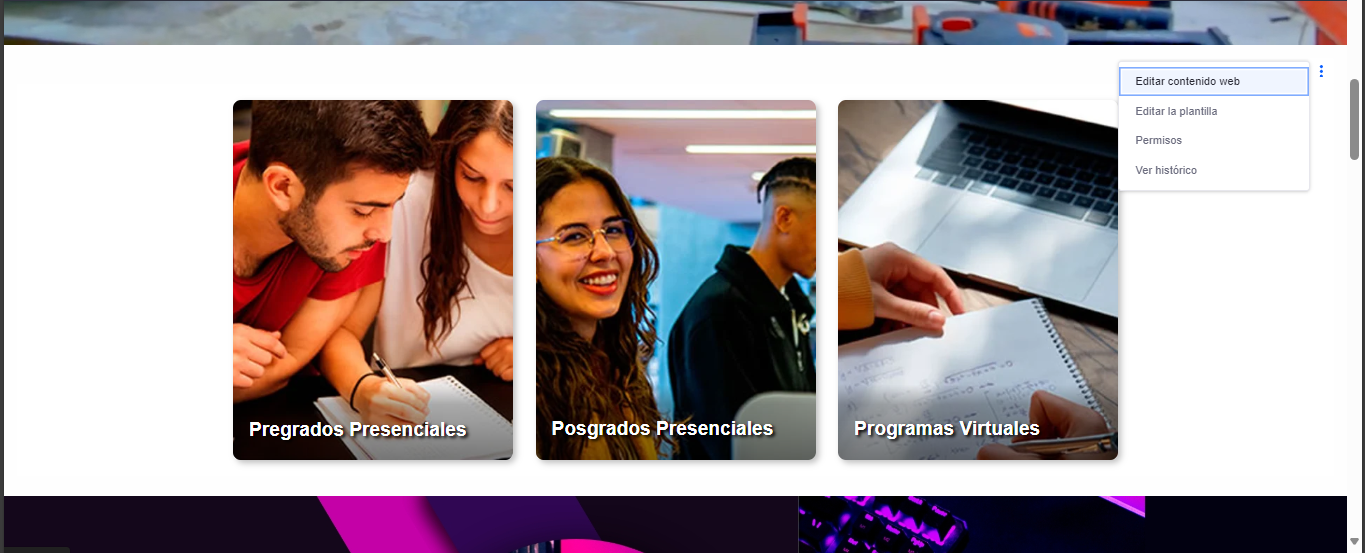 Editar contenido web
Editar la plantilla
Permisos
Ver histórico
Pregrados Presenciales
Posgrados Presenciales
Programas Virtuales